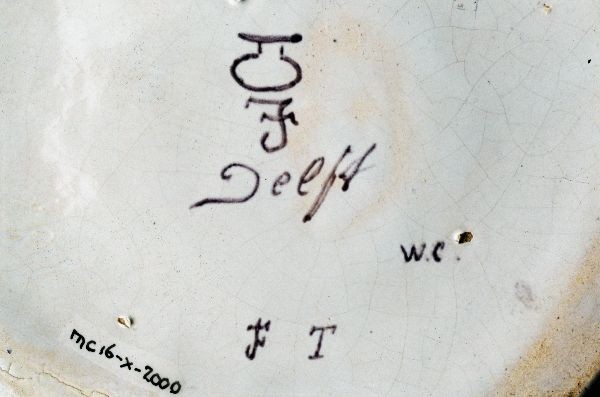 Delft
w.c.
F T
mc16-x-2000